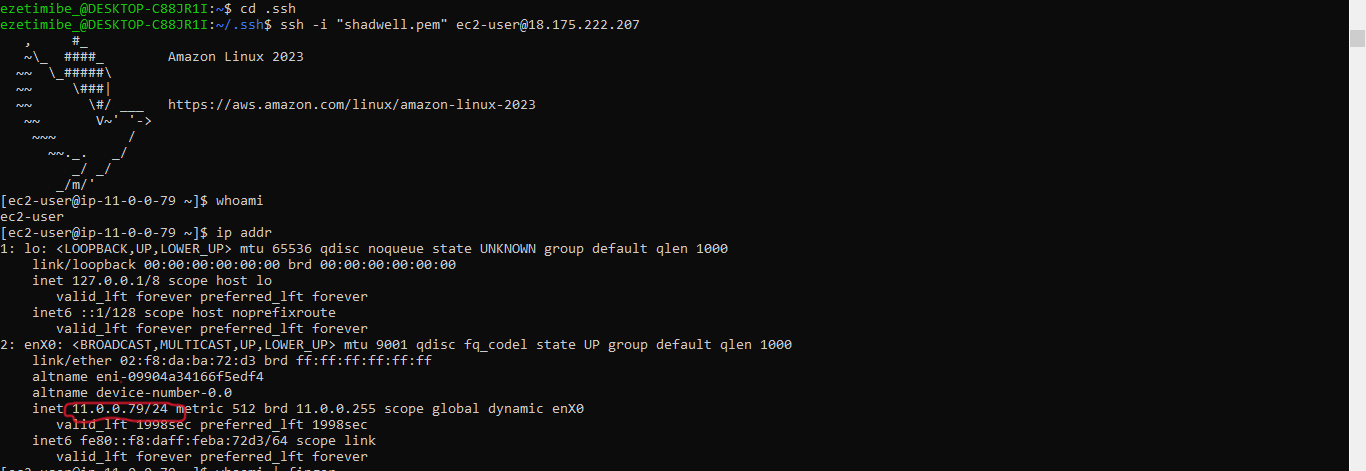 ezetimibe_@DESKTOP-C88JR1I:~$ cd .ssh
ezetimibe_@DESKTOP-C88JR1I:~/.ssh$ ssh -i "shadwell.pem" ec2-user@18.175.222.207
   ,     #_
   ~\_  ####_        Amazon Linux 2023
  ~~  \_#####\
  ~~     \###|
  ~~       \#/ ___   https://aws.amazon.com/linux/amazon-linux-2023
   ~~       V~' '->
    ~~~         /
      ~~._.   _/
         _/ _/
       _/m/'
[ec2-user@ip-11-0-0-79 ~]$ whoami
ec2-user
[ec2-user@ip-11-0-0-79 ~]$ ip addr
1: lo: <LOOPBACK,UP,LOWER_UP> mtu 65536 qdisc noqueue state UNKNOWN group default qlen 1000
    link/loopback 00:00:00:00:00:00 brd 00:00:00:00:00:00
    inet 127.0.0.1/8 scope host lo
       valid_lft forever preferred_lft forever
    inet6 ::1/128 scope host noprefixroute
       valid_lft forever preferred_lft forever
2: enX0: <BROADCAST,MULTICAST,UP,LOWER_UP> mtu 9001 qdisc fq_codel state UP group default qlen 1000
    link/ether 02:f8:da:ba:72:d3 brd ff:ff:ff:ff:ff:ff
    altname eni-09904a34166f5edf4
    altname device-number-0.0
    inet 11.0.0.79/24 metric 512 brd 11.0.0.255 scope global dynamic enX0
       valid_lft 1998sec preferred_lft 1998sec
    inet6 fe80::f8:daff:feba:72d3/64 scope link
       valid_lft forever preferred_lft forever
[ec2-user@ip-11-0-0-79 ~]$ whoami | finger